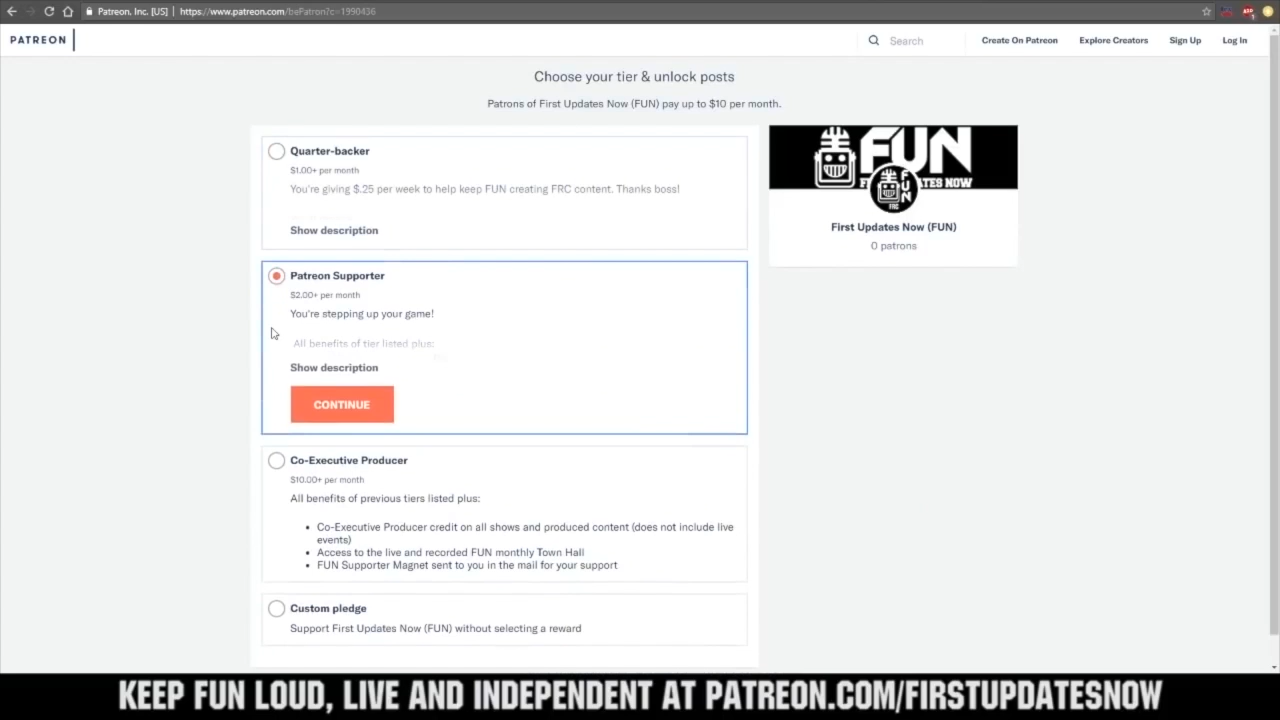 Patreon, Inc. [US] | https://www.patreon.com/bePatron?c=1990436
PATREON
Search
Create On Patreon
Explore Creators
Sign Up
Log In
Choose your tier & unlock posts
Patrons of First Updates Now (FUN) pay up to $10 per month.
Quarter-backer
$1.00+ per month
You're giving $.25 per week to help keep FUN creating FRC content. Thanks boss!
Show description
FUN
FUN
FRC
First Updates Now (FUN)
0 patrons
Patreon Supporter
$2.00+ per month
You're stepping up your game!
All benefits of tier listed plus:
Show description
CONTINUE
Co-Executive Producer
$10.00+ per month
All benefits of previous tiers listed plus:
• Co-Executive Producer credit on all shows and produced content (does not include live
events)
• Access to the live and recorded FUN monthly Town Hall
• FUN Supporter Magnet sent to you in the mail for your support
Custom pledge
Support First Updates Now (FUN) without selecting a reward
KEEP FUN LOUD, LIVE AND INDEPENDENT AT PATREON.COM/FIRSTUPDATESNOW